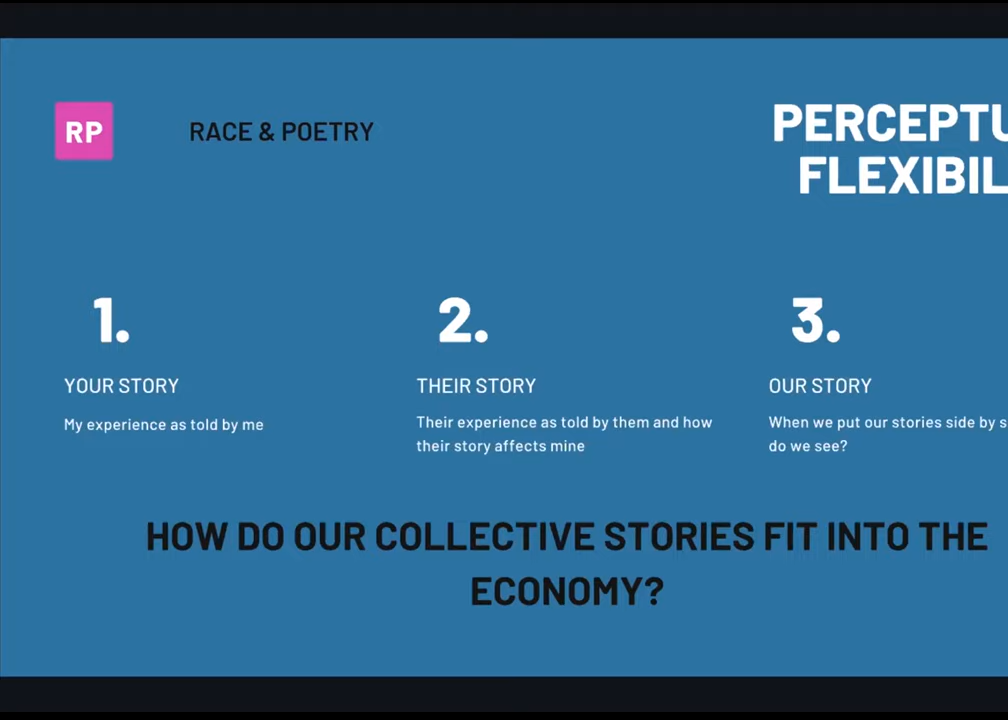 RP
RACE & POETRY
PERCEPTU
FLEXIBIL
1.
YOUR STORY
My experience as told by me
2.
THEIR STORY
Their experience as told by them and how
their story affects mine
3.
OUR STORY
When we put our stories side by s
do we see?
HOW DO OUR COLLECTIVE STORIES FIT INTO THE
ECONOMY?